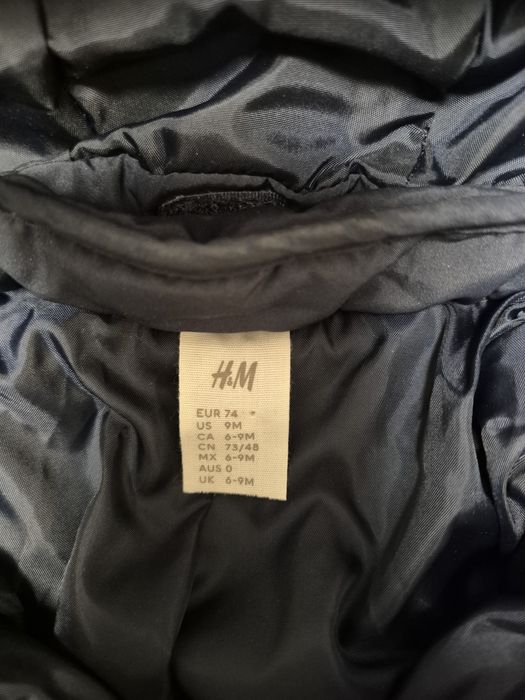 H&M
EUR 74 *
US 9M
CA 6-9M
CN 73/48
MX 6-9M
AUS 0
UK 6-9M